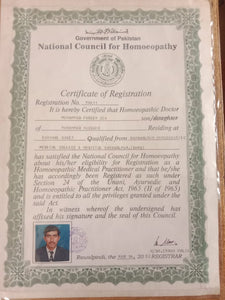 Government of Pakistan
National Council for Homoeopathy
Certificate of Registration
Registration No.
It is hereby Certified that Homoeopathic Doctor
MUHAMMAD
son/daughter
of MUHAMMAD Residing at
Qualified from
MEDICAL COLLEGE & HOSPITAL
has satisfied the National Council for Homoeopathy
about his/her eligibility for Registration as a
Homoeopathic Medical Practitioner and that he/she
has accordingly been registered as such under
Section 24 of the Unani, Ayurvedic and
Homoeopathic Practitioner Act, 1965 (II of 1965)
and is entitled to all the privileges granted under
the said Act.
In witness whereof the undersigned has
affixed his signature and the seal of this Council.
Rawalpindi, the
REGISTRAR